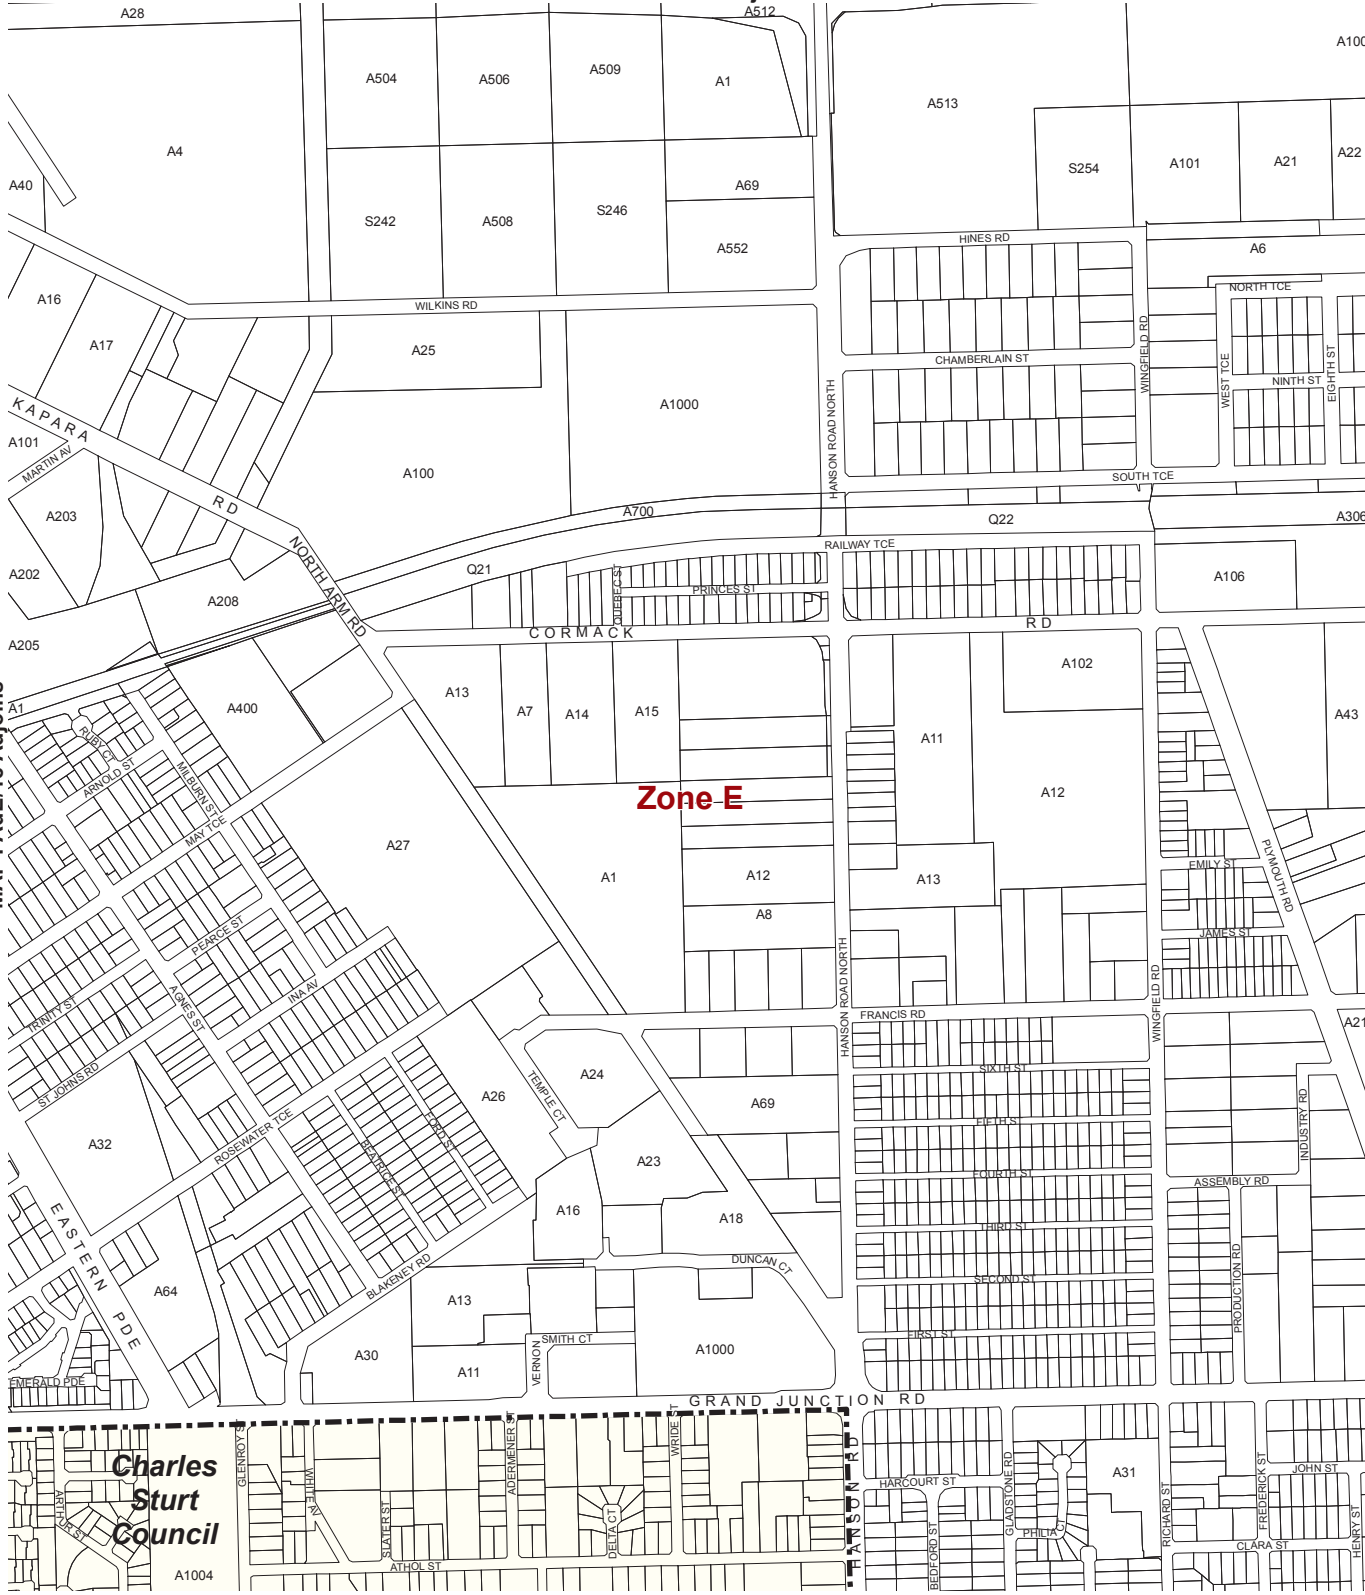 A28
A512
A504
A506
A509
A1
A513
A100
A4
A40
S242
A508
S246
A69
A552
S254
A101
A21
A22
HINES RD
A6
NORTH TCE
A16
A17
WILKINS RD
A25
A1000
A100
CHAMBERLAIN ST
WINGFIELD RD
WEST TCE
NINTH ST
EIGHTH ST
HANSON ROAD NORTH
SOUTH TCE
KAPARA RD
A101
MARTIN AV
A203
A202
A208
A205
A1
NORTH ARM RD
A700
Q21
Q22
A306
RAILWAY TCE
QUEBEC ST
PRINCES ST
A106
CORMACK RD
A400
A13
A7
A14
A15
A11
A102
A12
A43
RUBY CT
ARNOLD ST
MILBURN ST
MAY TCE
Zone E
A27
A1
A12
A8
A13
EMILY ST
PLYMOUTH RD
JAMES ST
PEARCE ST
INA AV
AGNES ST
TRINITY ST
ST JOHNS RD
HANSON ROAD NORTH
WINGFIELD RD
FRANCIS RD
A21
A24
A26
TEMPLE CT
A69
SIXTH ST
FIFTH S
FOURTH ST
THIRD ST
SECOND ST
FIRST ST
INDUSTRY RD
ASSEMBLY RD
PRODUCTION RD
A32
ROSEWATER TCE
BEATRICE ST
FORD ST
A23
A16
A18
DUNCAN CT
EASTERN PDE
A64
BLAKENEY RD
A13
A30
A11
SMITH CT
VERNON
A1000
EMERALD PDE
GRAND JUNCTION RD
Charles
Sturt
Council
A1004
ARTHUR ST
GLENROY ST
WHITE AV
SLATER ST
ADERMENER ST
DELTA CT
WRIDE ST
ATHOL ST
HANSON RD
HARCOURT ST
BEDFORD ST
GLADSTONE RD
PHILIA C
A31
RICHARD ST
FREDERICK ST
JOHN ST
CLARA ST
HENRY ST